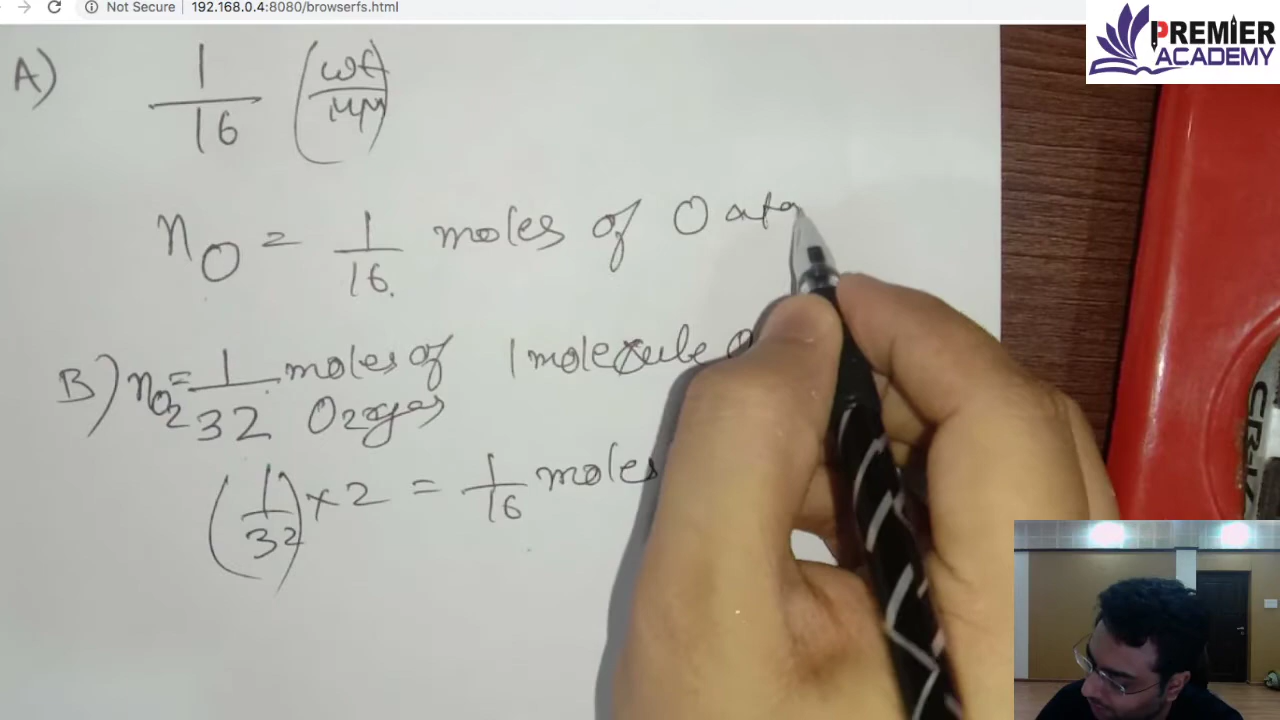 Not Secure | 192.168.0.4:8080/browserfs.html
PREMIER
ACADEMY
A) 1/16 (wt/MM
n_O = 1/16 moles of O ato
B) n_O2 = 1/32 moles of 1 molecule O
O2 gas
(1/32) × 2 = 1/16 moles